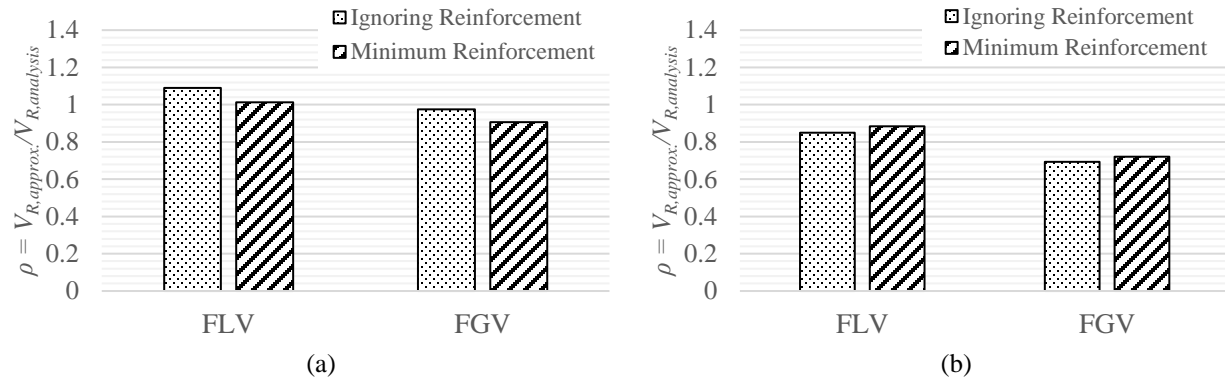 Ignoring Reinforcement
Minimum Reinforcement
ρ = V_{R,approx.}/V_{R,analysis}
1.4
1.2
1
0.8
0.6
0.4
0.2
0
FLV FGV
(a)
Ignoring Reinforcement
Minimum Reinforcement
ρ = V_{R,approx.}/V_{R,analysis}
1.4
1.2
1
0.8
0.6
0.4
0.2
0
FLV FGV
(b)